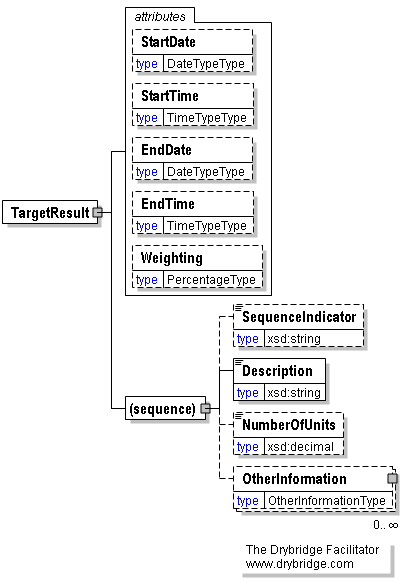 attributes
StartDate
type DateTypeType
StartTime
type TimeTypeType
EndDate
type DateTypeType
EndTime
type TimeTypeType
Weighting
type PercentageType
TargetResult
(sequence)
SequenceIndicator
type xsd:string
Description
type xsd:string
NumberOfUnits
type xsd:decimal
OtherInformation
type OtherInformationType
0.. ∞
The Drybridge Facilitator
www.drybridge.com